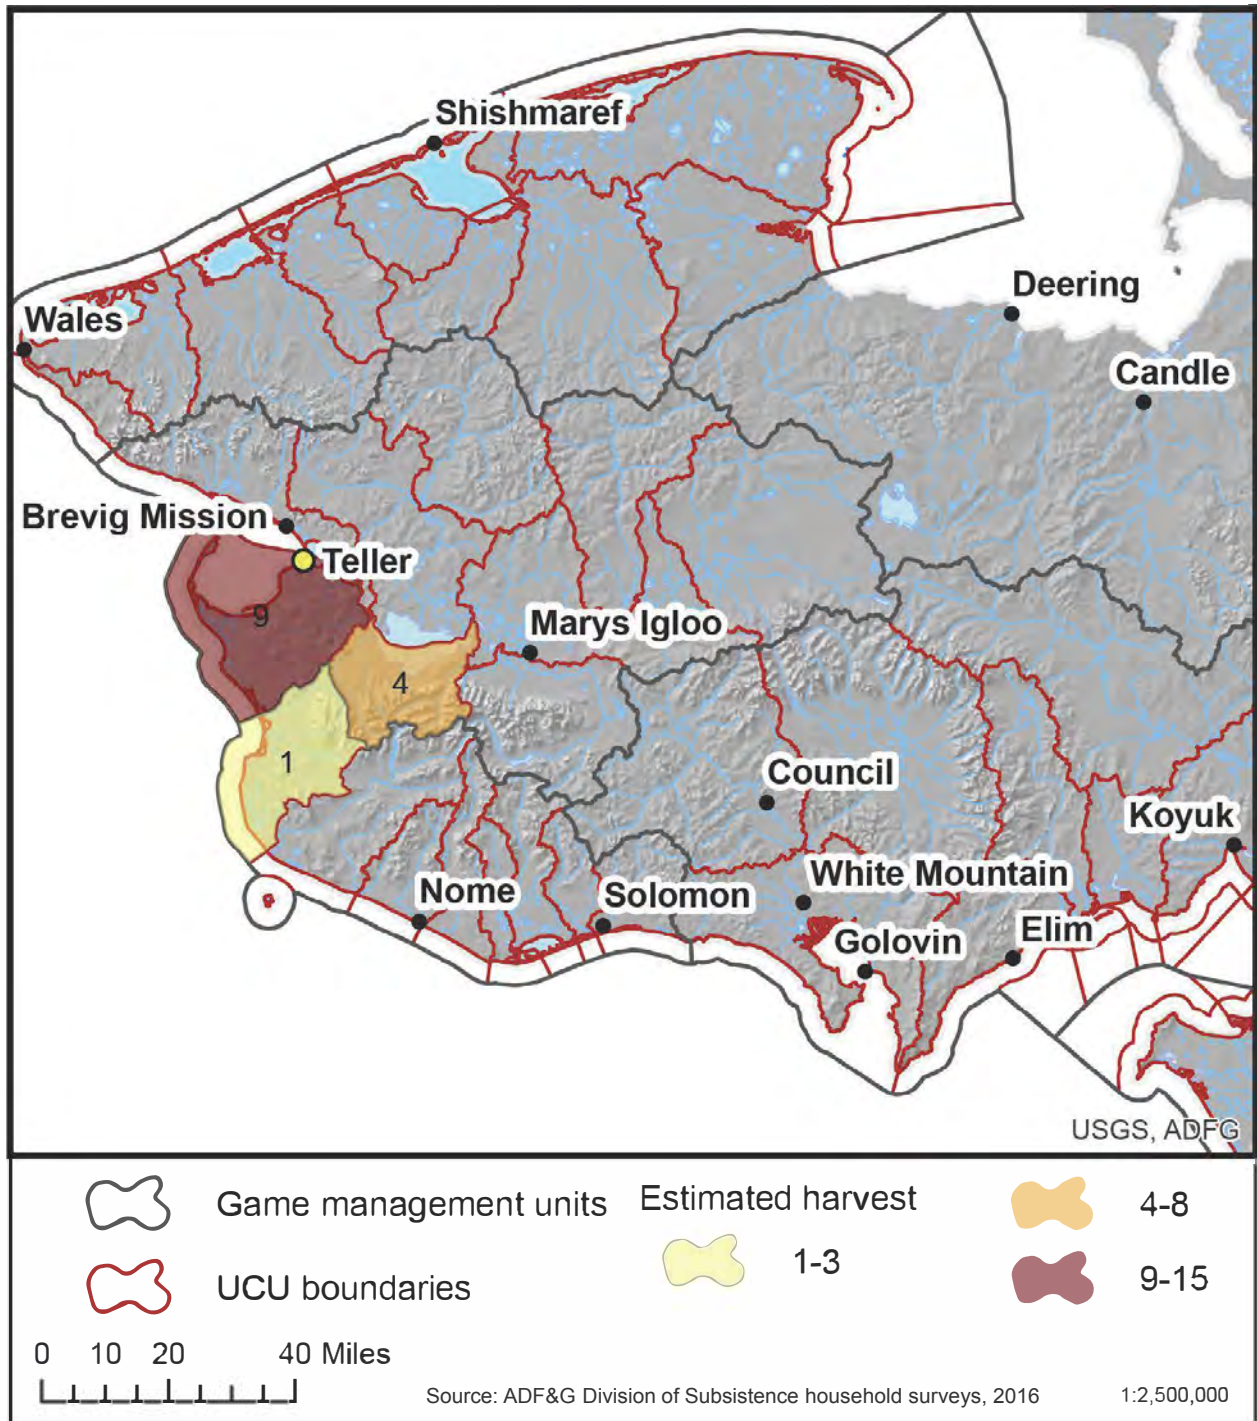 Shishmaref
Deering
Wales
Candle
Brevig Mission
Teller
9
Marys Igloo
4
1
Council
Koyuk
White Mountain
Nome
Solomon
Elim
Golovin
USGS, ADFG
Game management units
Estimated harvest
4-8
1-3
UCU boundaries
9-15
0 10 20 40 Miles
Source: ADF&G Division of Subsistence household surveys, 2016
1:2,500,000